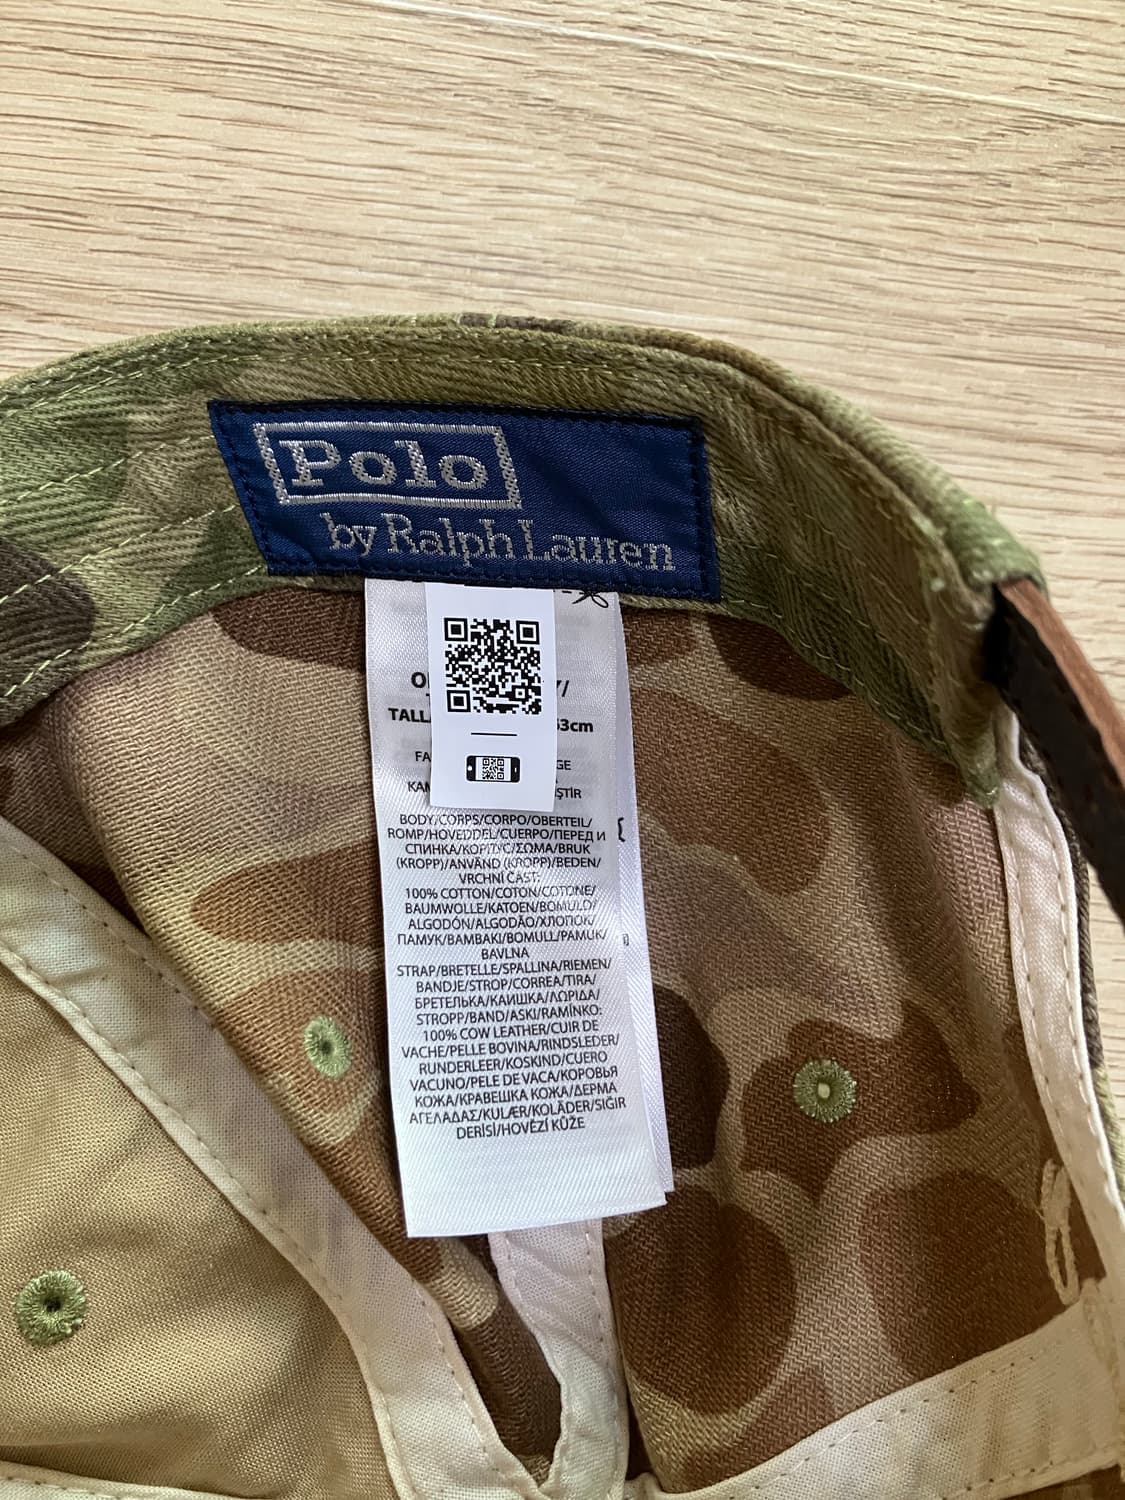 Polo
by Ralph Lauren
BODY/CORPS/CORPO/OBERTEIL/
ROMP/HOVEDDEL/CUERPO/ПЕРЕД И
СПИНКА/КОРПУС/ΣΩΜΑ/BRUK
(KROPP)/ANVÄND (KROPP)/BEDEN/
VRCHNÍ ČÁST:
100% COTTON/COTON/COTONE/
BAUMWOLLE/KATOEN/BOMULD/
ALGODÓN/ALGODÃO/ХЛОПОК/
ПАМУК/BAMBAKI/BOMULL/PAMUK/
BAVLNA
STRAP/BRETELLE/SPALLINA/RIEMEN/
BANDJE/STROP/CORREA/TIRA/
БРЕТЕЛЬКА/КАИШКА/ΛΩΡΙΔΑ/
STROPP/BAND/ASKI/RAMÍNKO:
100% COW LEATHER/CUIR DE
VACHE/PELLE BOVINA/RINDSLEDER/
RUNDERLEER/KOSKIND/CUERO
VACUNO/PELE DE VACA/КОРОВЬЯ
КОЖА/КРАВЕШКА КОЖА/ΔΕΡΜΑ
ΑΓΕΛΑΔΑΣ/KULÆR/KOLÄDER/SIĞIR
DERİSİ/HOVĚZÍ KŮŽE